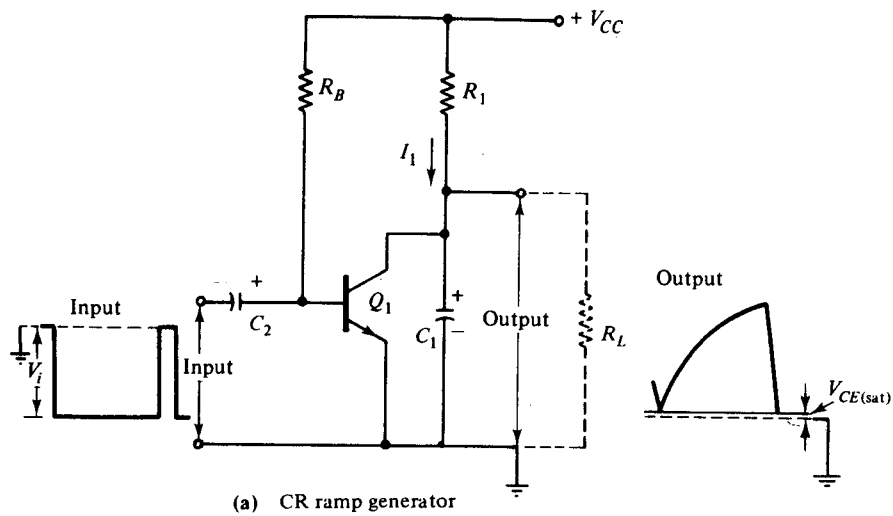 + V_CC
R_B
R_1
I_1
Output
Input
+
Q_1
+
C_2
C_1
−
Output
R_L
V_i
Input
V_CE(sat)
(a) CR ramp generator